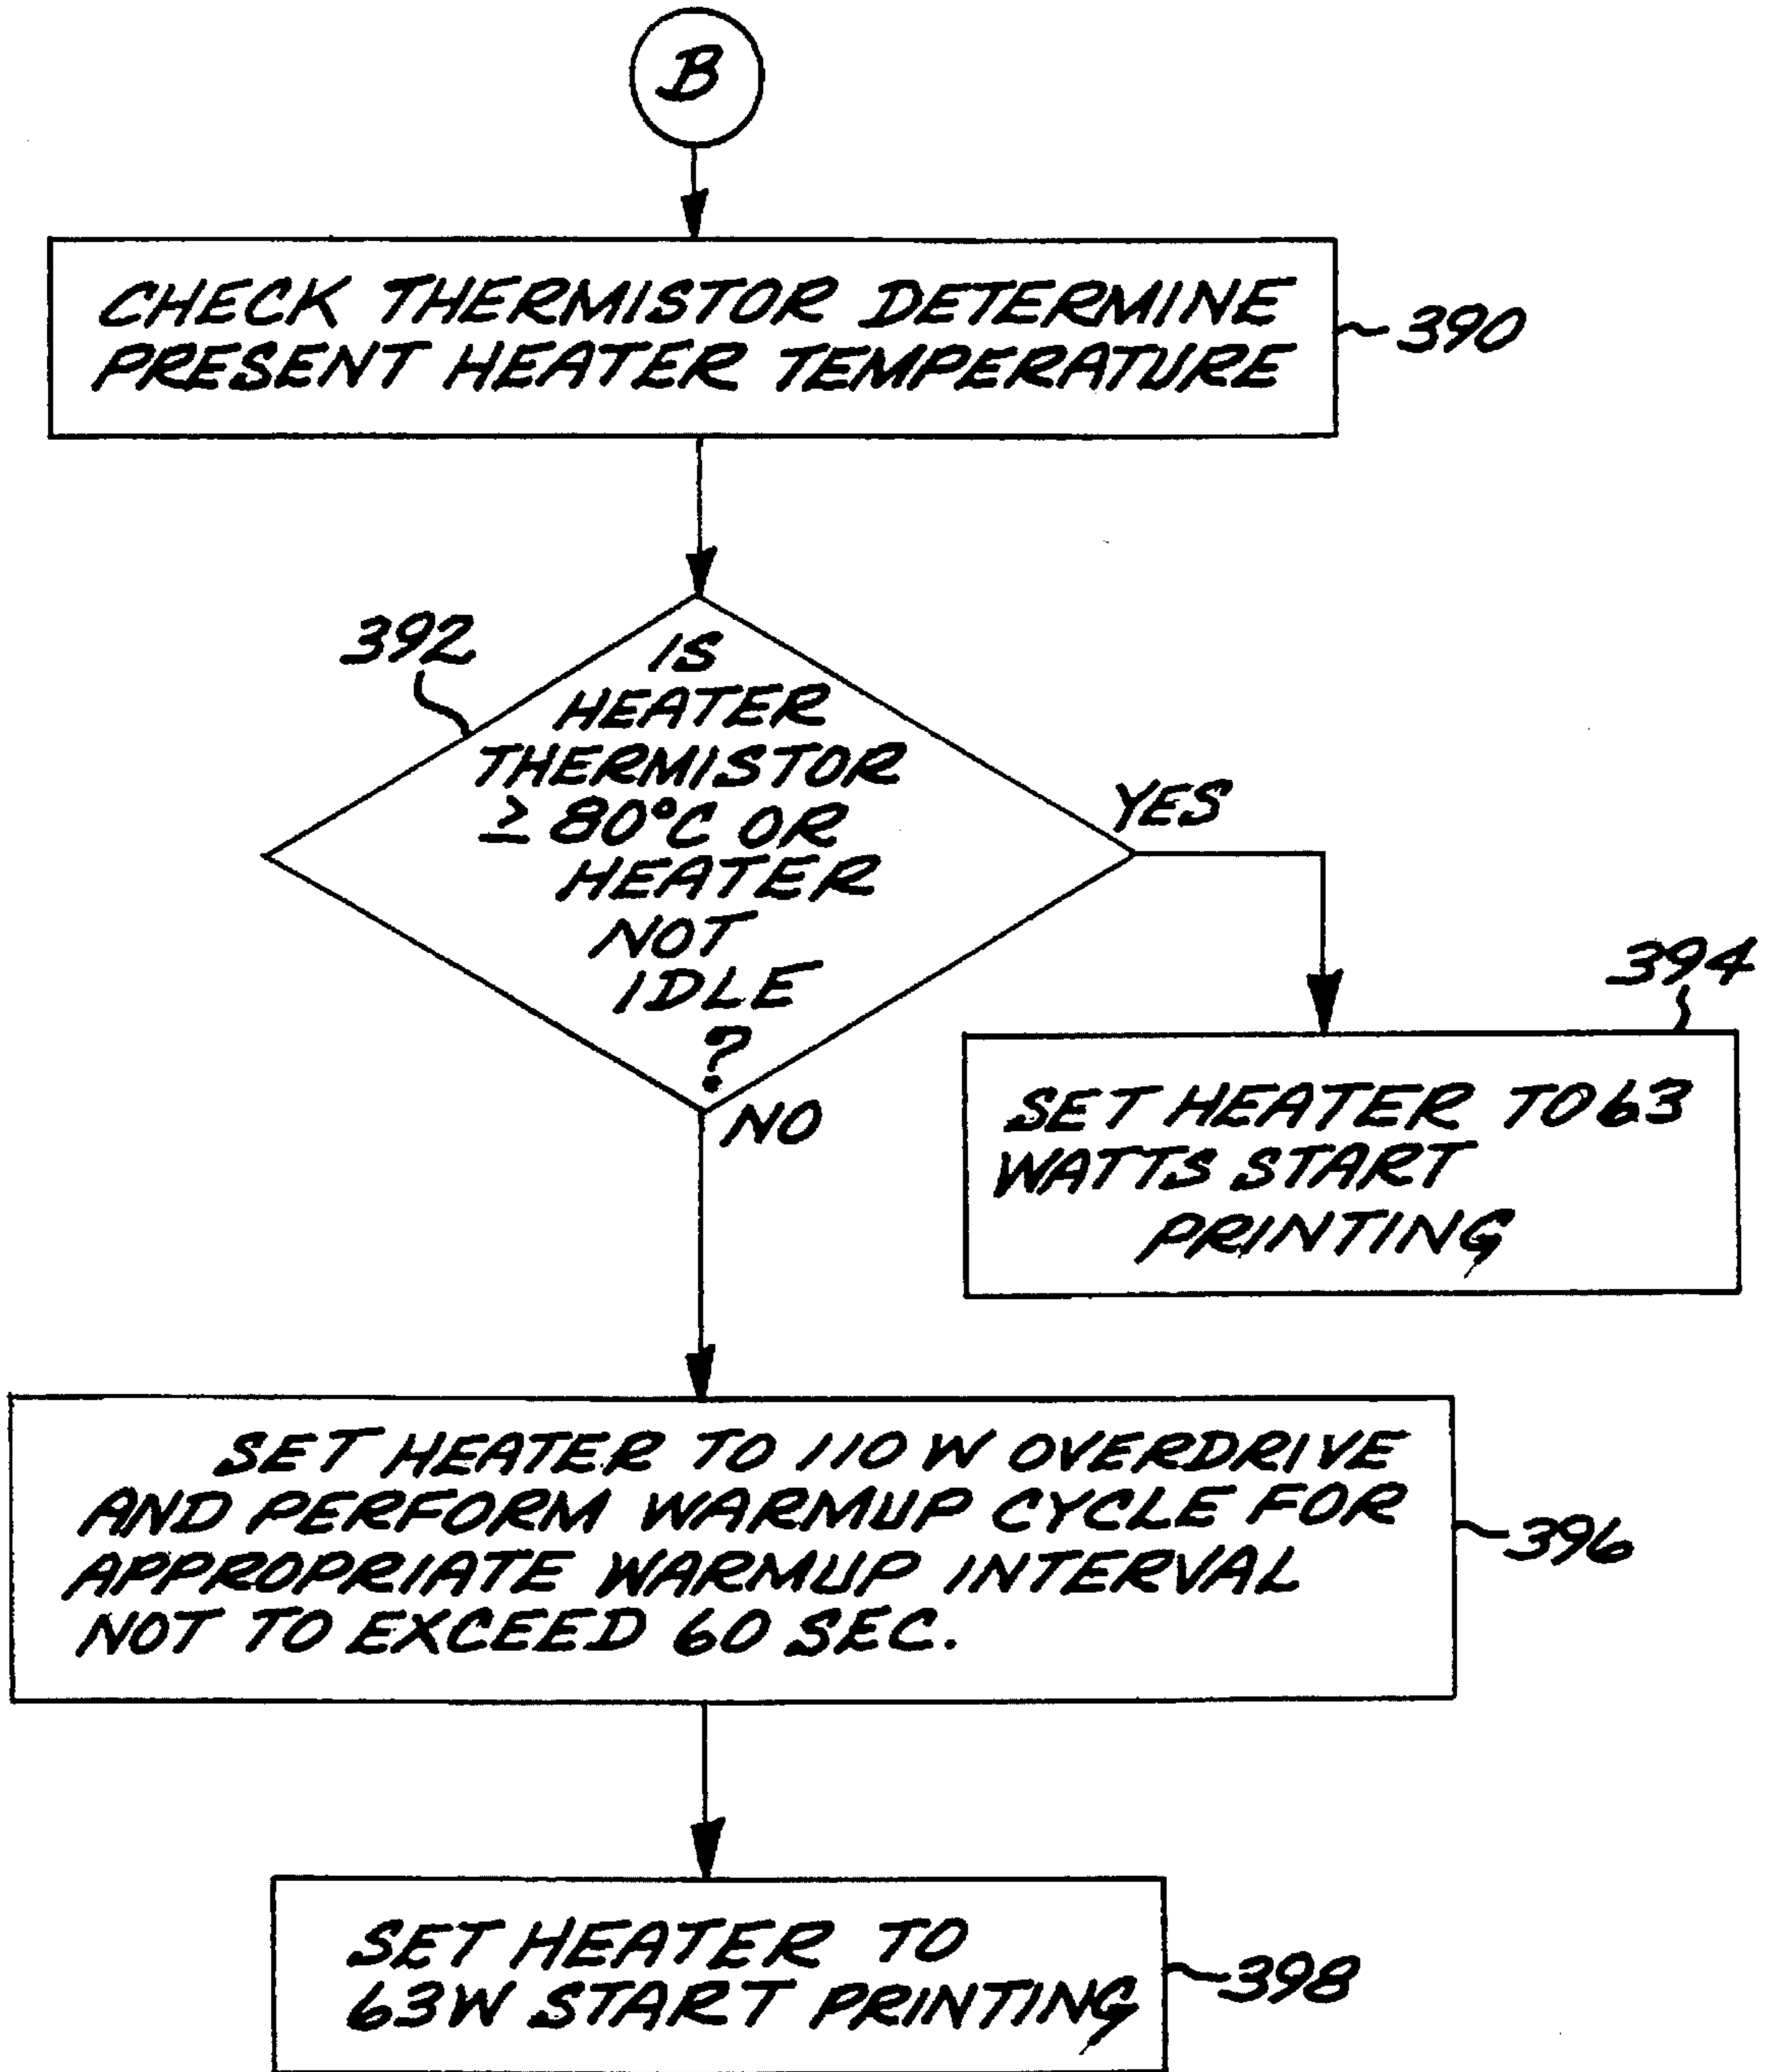 B
CHECK THERMISTOR DETERMINE
PRESENT HEATER TEMPERATURE
390
392
IS
HEATER
THERMISTOR
≥ 80°C OR
HEATER
NOT
IDLE
?
YES
NO
394
SET HEATER TO 63
WATTS START
PRINTING
SET HEATER TO 110 W OVERDRIVE
AND PERFORM WARMUP CYCLE FOR
APPROPRIATE WARMUP INTERVAL
NOT TO EXCEED 60 SEC.
396
SET HEATER TO
63W START PRINTING
398